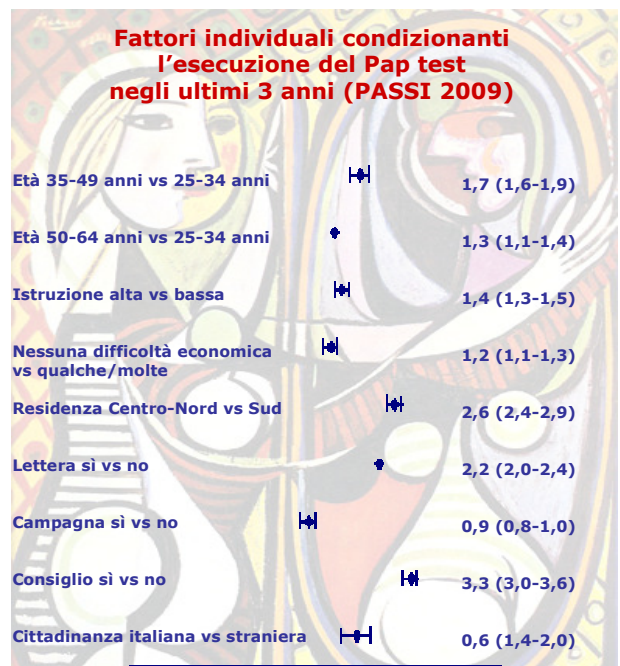 Fattori individuali condizionanti
l'esecuzione del Pap test
negli ultimi 3 anni (PASSI 2009)
Età 35-49 anni vs 25-34 anni 1,7 (1,6-1,9)
Età 50-64 anni vs 25-34 anni 1,3 (1,1-1,4)
Istruzione alta vs bassa 1,4 (1,3-1,5)
Nessuna difficoltà economica 1,2 (1,1-1,3)
vs qualche/molte
Residenza Centro-Nord vs Sud 2,6 (2,4-2,9)
Lettera sì vs no 2,2 (2,0-2,4)
Campagna sì vs no 0,9 (0,8-1,0)
Consiglio sì vs no 3,3 (3,0-3,6)
Cittadinanza italiana vs straniera 0,6 (1,4-2,0)